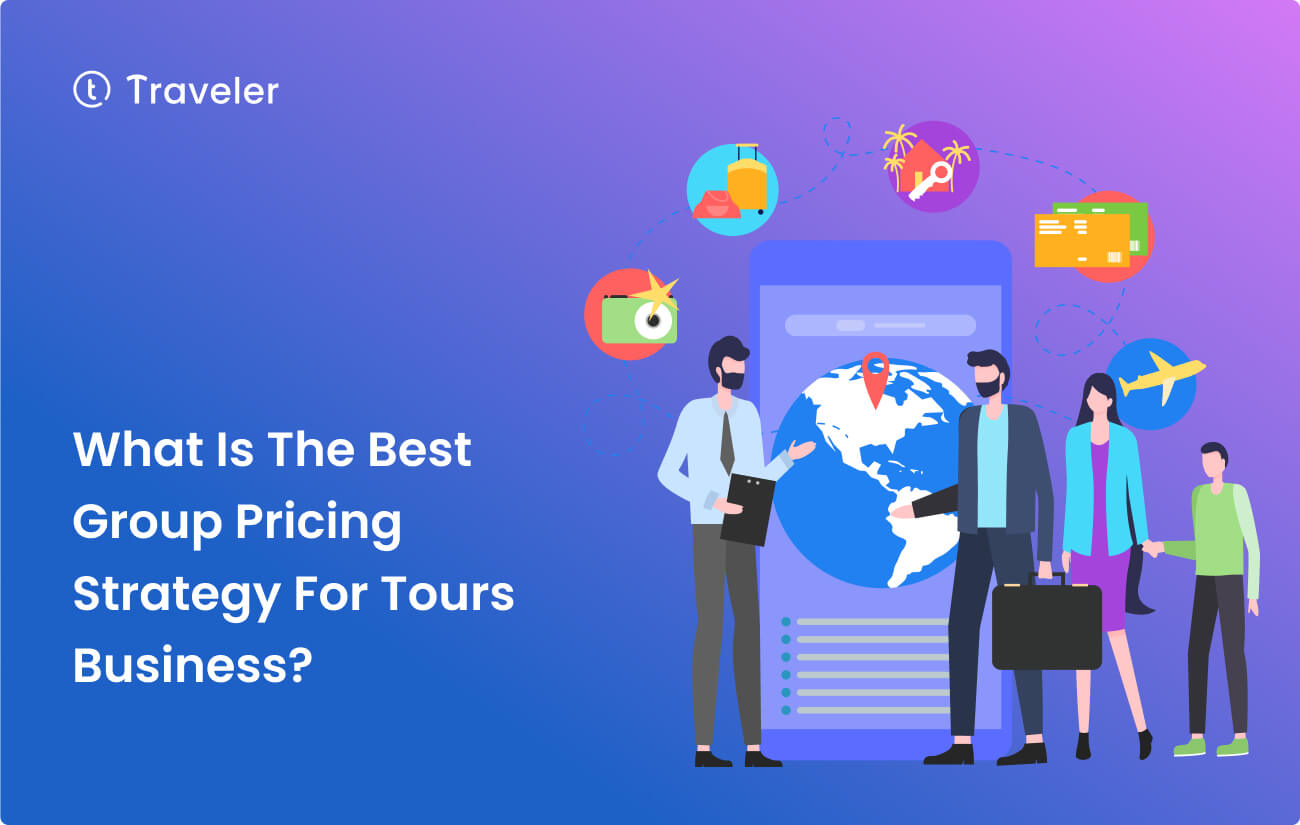 Traveler
What Is The Best
Group Pricing
Strategy For Tours
Business?